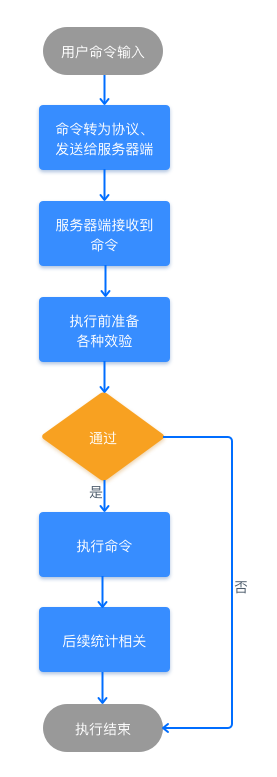 用户命令输入
命令转为协议、
发送给服务器端
服务器端接收到
命令
执行前准备
各种效验
通过
是
执行命令
否
后续统计相关
执行结束